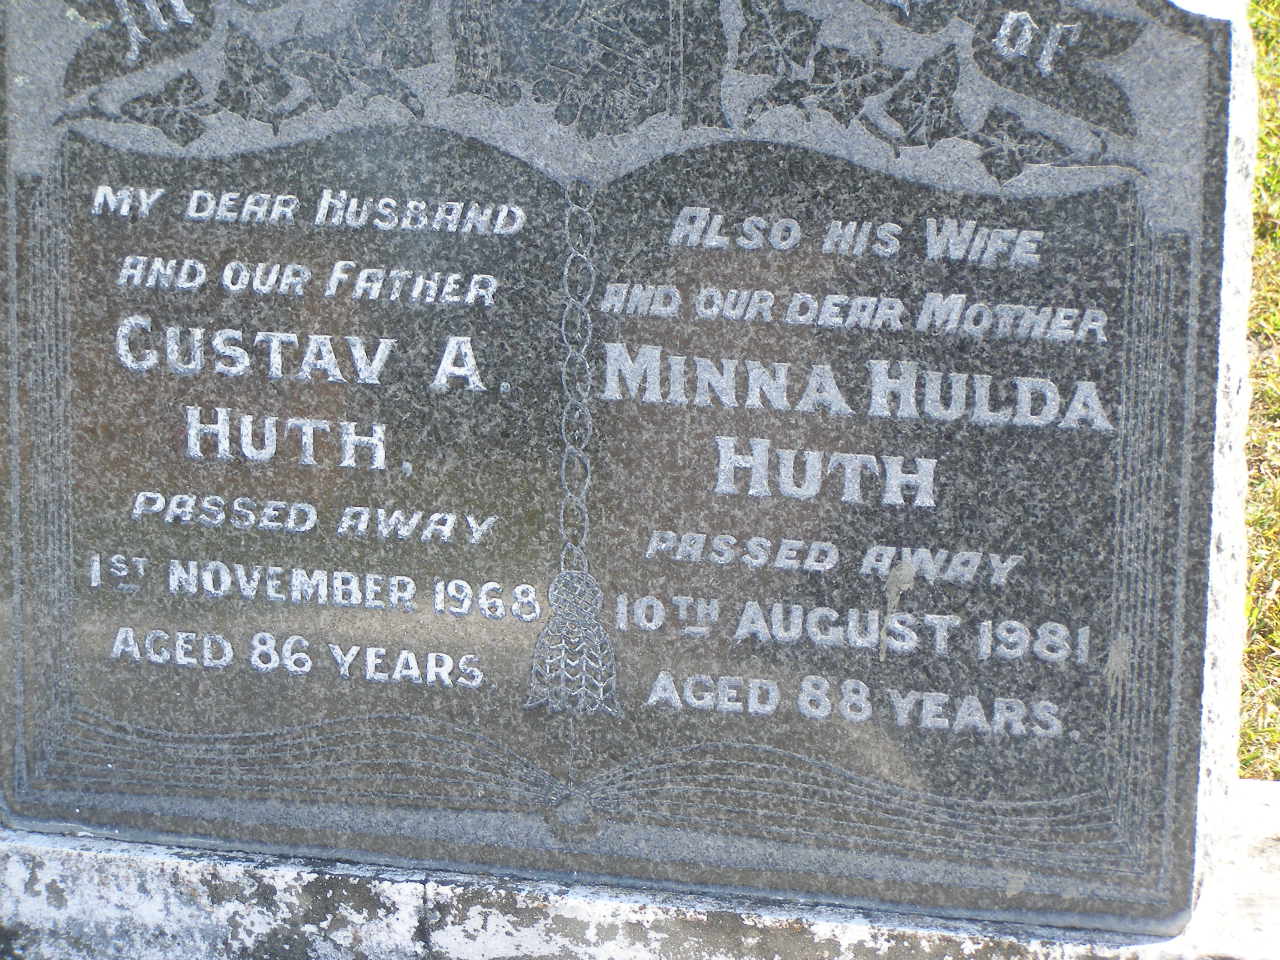 OF
MY DEAR HUSBAND
AND OUR FATHER
GUSTAV A.
HUTH.
PASSED AWAY
1ST NOVEMBER 1968
AGED 86 YEARS
ALSO HIS WIFE
AND OUR DEAR MOTHER
MINNA HULDA
HUTH
PASSED AWAY
10TH AUGUST 1981
AGED 88 YEARS.